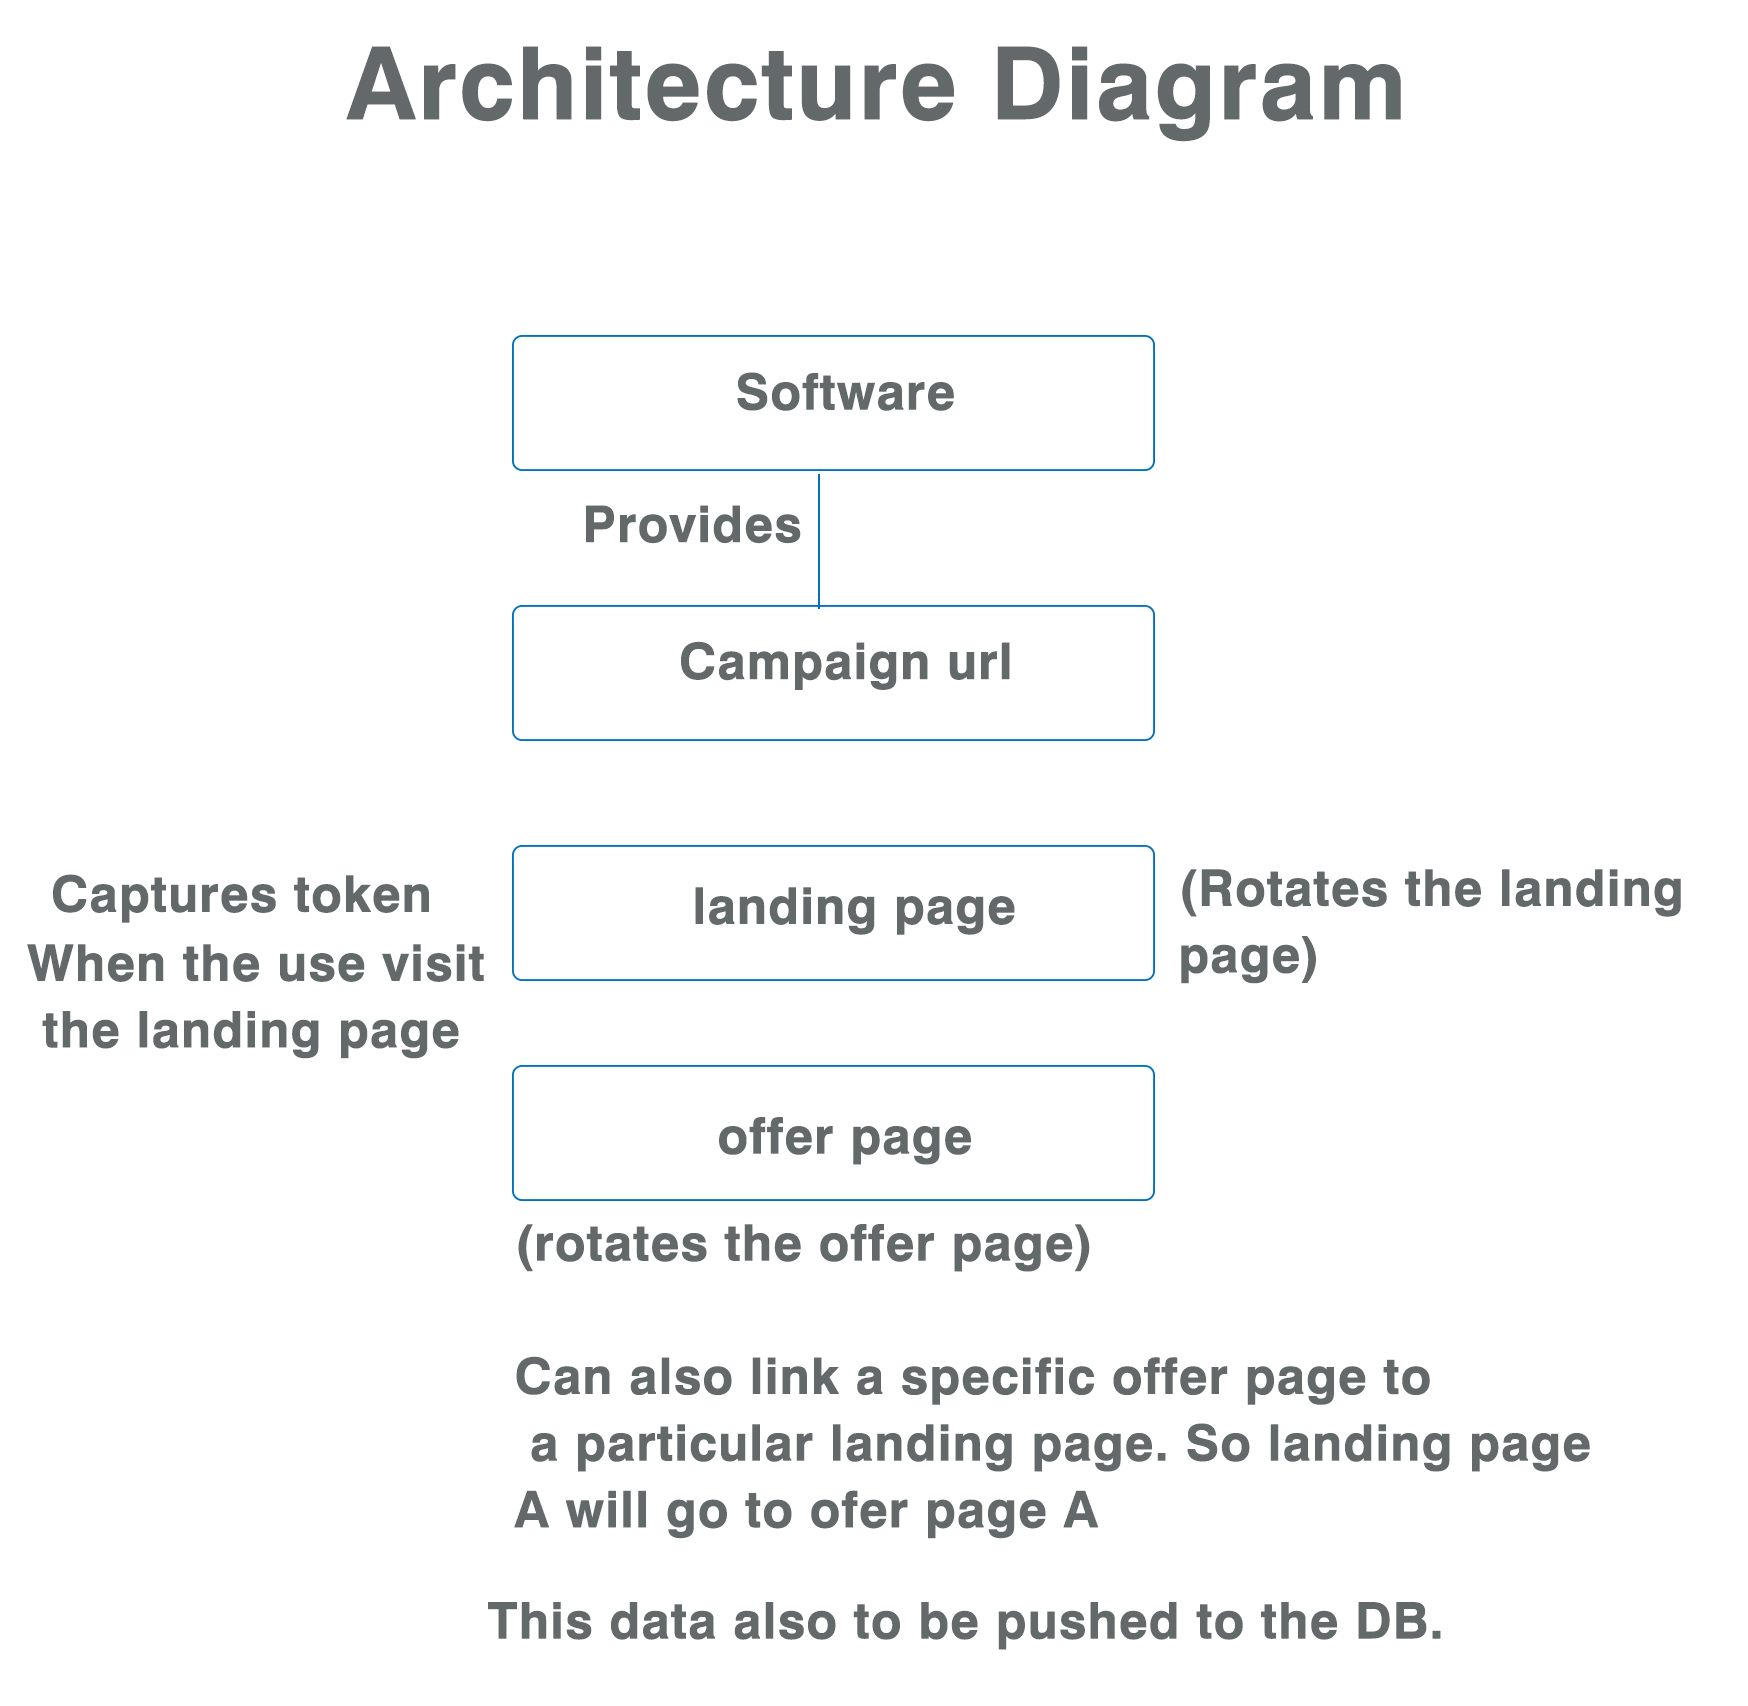 Architecture Diagram
Software
Provides
Campaign url
Captures token
When the use visit
the landing page
landing page
(Rotates the landing
page)
offer page
(rotates the offer page)
Can also link a specific offer page to
a particular landing page. So landing page
A will go to ofer page A
This data also to be pushed to the DB.